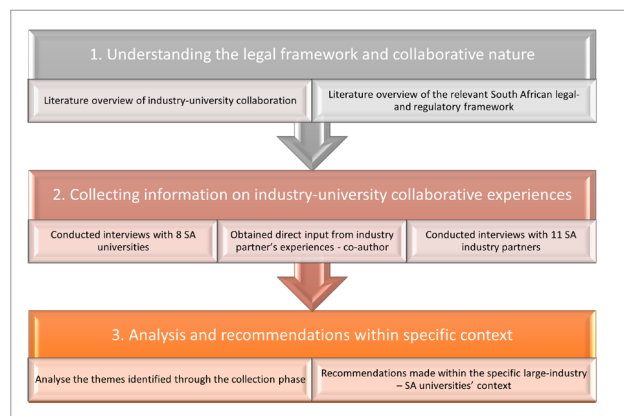 1. Understanding the legal framework and collaborative nature
Literature overview of industry-university collaboration
Literature overview of the relevant South African legal-
and regulatory framework
2. Collecting information on industry-university collaborative experiences
Conducted interviews with 8 SA
universities
Obtained direct input from industry
partner's experiences - co-author
Conducted interviews with 11 SA
industry partners
3. Analysis and recommendations within specific context
Analyse the themes identified through the collection phase
Recommendations made within the specific large-industry
– SA universities' context